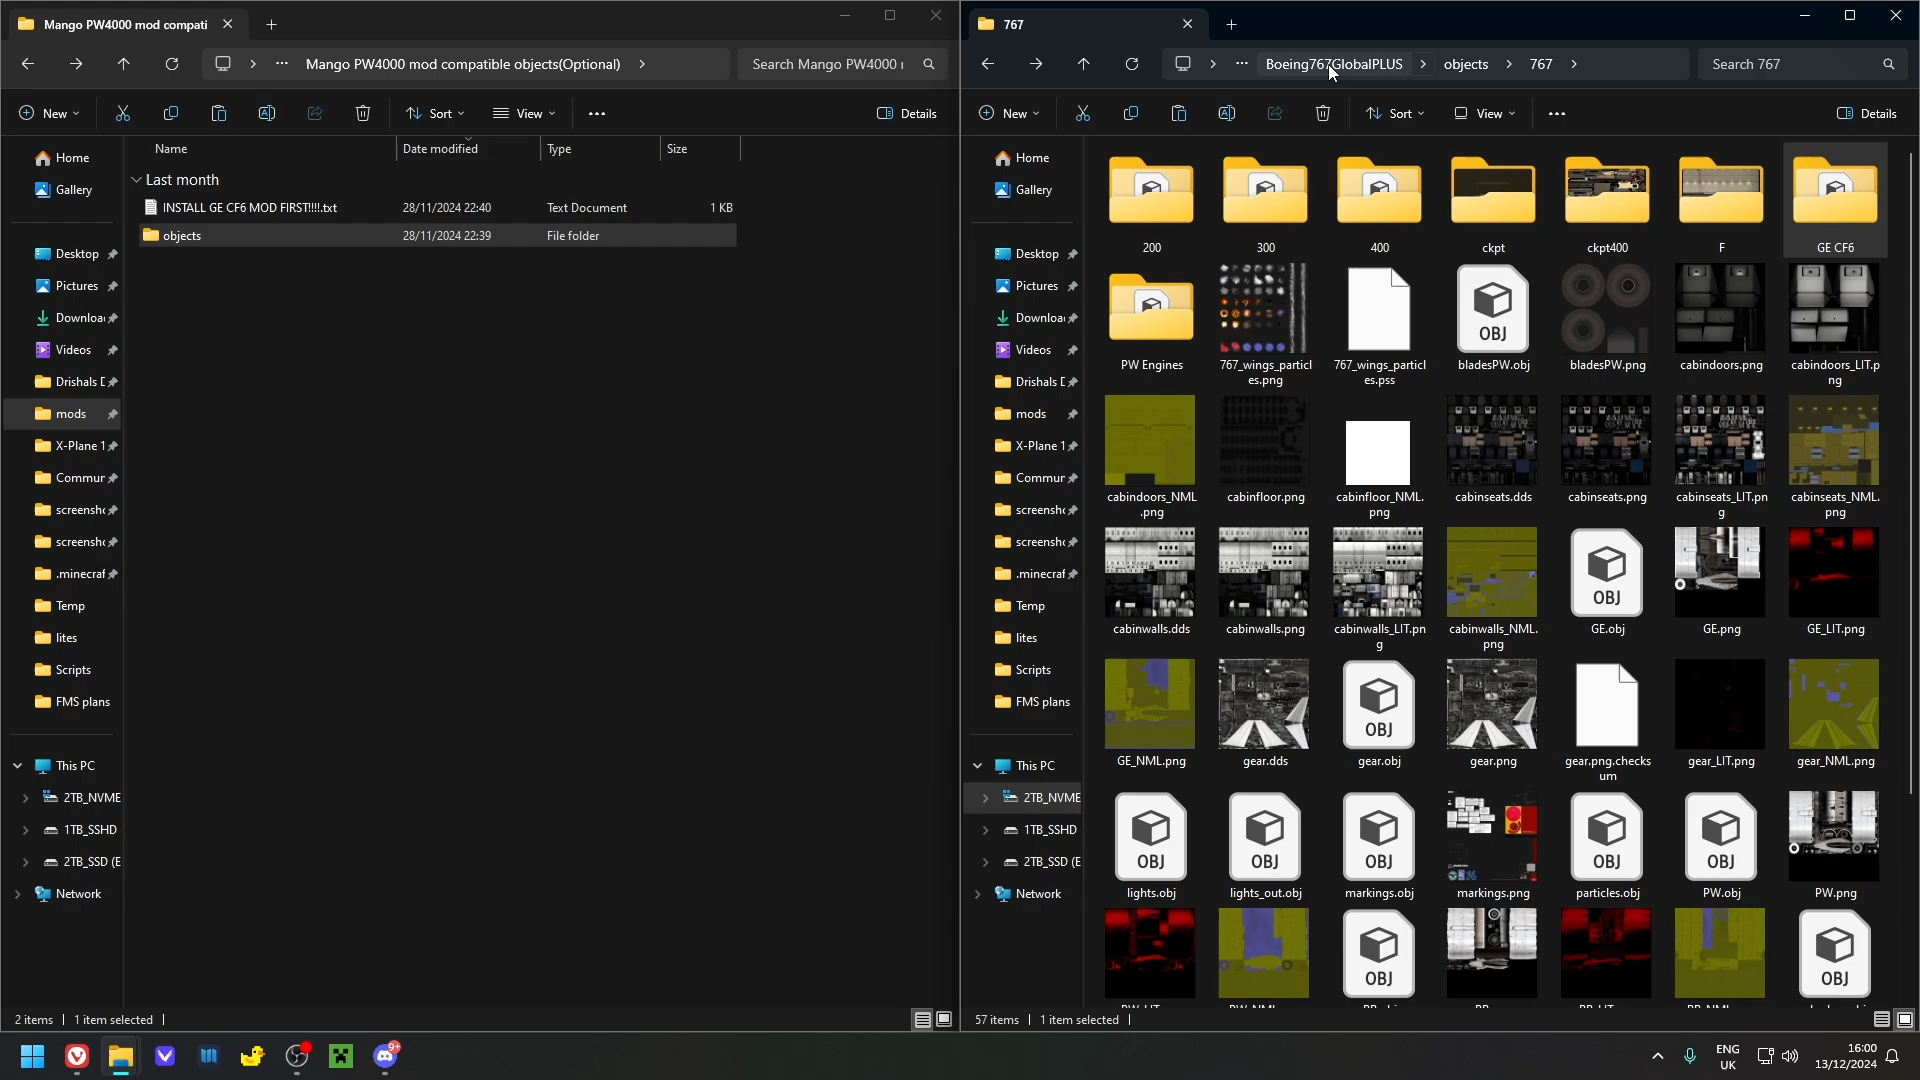 Mango PW4000 mod compati
767
Mango PW4000 mod compatible objects(Optional)
Search Mango PW4000
Boeing767GlobalPLUS
objects
767
Search 767
New
Sort
View
Details
New
Sort
View
Details
Home
Gallery
Desktop
Pictures
Downloa
Videos
Drishals
mods
X-Plane 1
Commur
screensh
screensh
.minecraf
Temp
lites
Scripts
FMS plans
This PC
2TB_NVME
1TB_SSHD
2TB_SSD (E
Network
Name
Date modified
Type
Size
Last month
INSTALL GE CF6 MOD FIRST!!!!.txt
28/11/2024 22:40
Text Document
1 KB
objects
28/11/2024 22:39
File folder
Home
Gallery
Desktop
Pictures
Downloa
Videos
Drishals
mods
X-Plane 1
Commur
screensh
screensh
.minecraf
Temp
lites
Scripts
FMS plans
This PC
2TB_NVME
1TB_SSHD
2TB_SSD (E
Network
200
300
400
ckpt
ckpt400
F
GE CF6
OBJ
PW Engines
767_wings_particl
es.png
767_wings_particl
es.pss
bladesPW.obj
bladesPW.png
cabindoors.png
cabindoors_LIT.p
ng
cabindoors_NML
.png
cabinfloor.png
cabinfloor_NML.
png
cabinseats.dds
cabinseats.png
cabinseats_LIT.pn
g
cabinseats_NML.
png
OBJ
cabinwalls.dds
cabinwalls.png
cabinwalls_LIT.pn
g
cabinwalls_NML.
png
GE.obj
GE.png
GE_LIT.png
OBJ
GE_NML.png
gear.dds
gear.obj
gear.png
gear.png.checks
um
gear_LIT.png
gear_NML.png
OBJ
OBJ
OBJ
OBJ
OBJ
lights.obj
lights_out.obj
markings.obj
markings.png
particles.obj
PW.obj
PW.png
OBJ
OBJ
2 items
1 item selected
57 items
1 item selected
9+
ENG
UK
16:00
13/12/2024